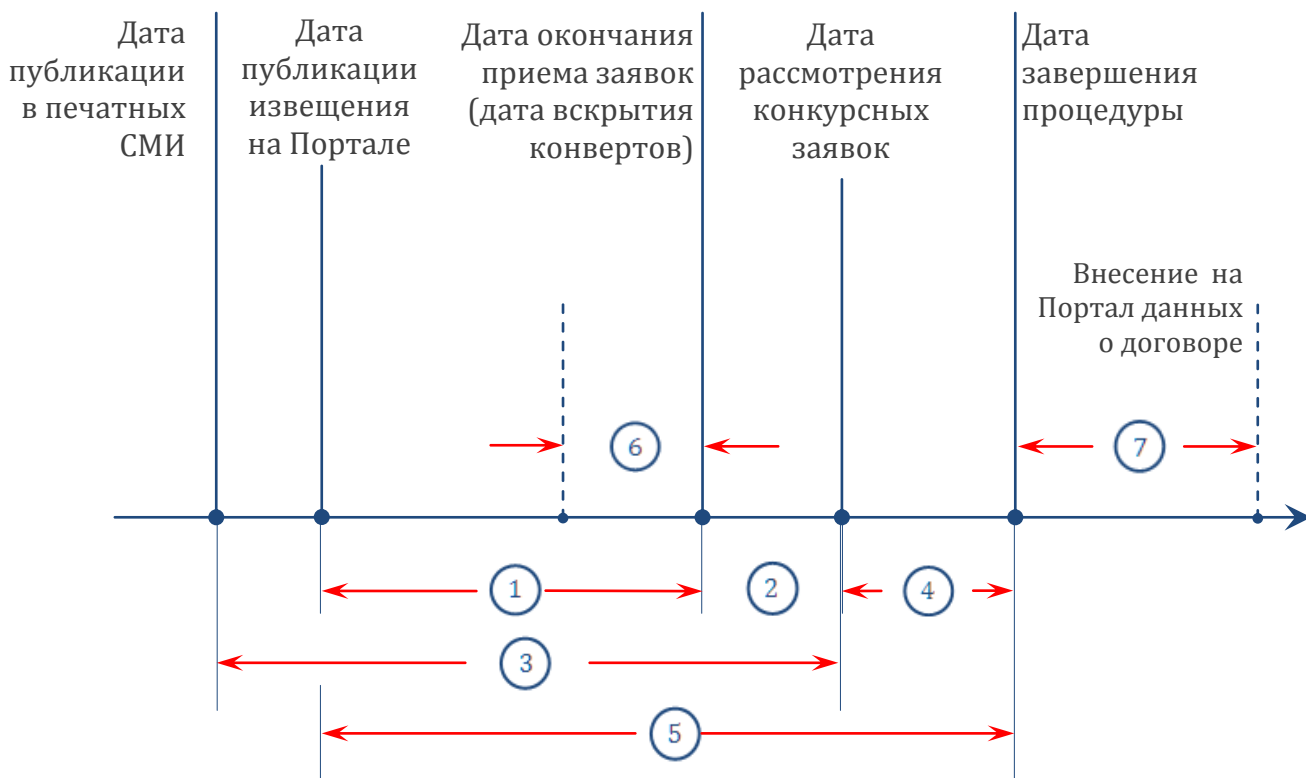 Дата
публикации
в печатных
СМИ
Дата
публикации
извещения
на Портале
Дата окончания
приема заявок
(дата вскрытия
конвертов)
Дата
рассмотрения
конкурсных
заявок
Дата
завершения
процедуры
Внесение на
Портал данных
о договоре
6
7
1
2
4
3
5